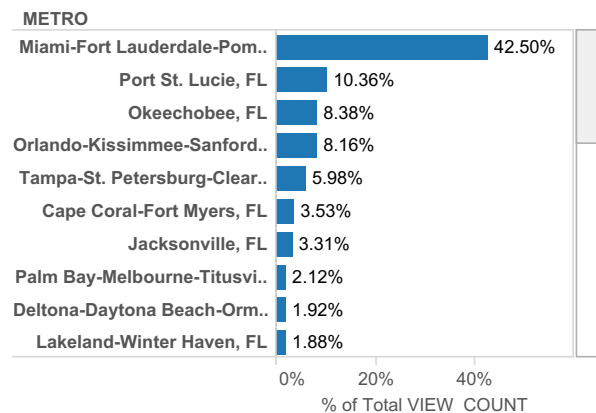 METRO
Miami-Fort Lauderdale-Pom.. 42.50%
Port St. Lucie, FL 10.36%
Okeechobee, FL 8.38%
Orlando-Kissimmee-Sanford.. 8.16%
Tampa-St. Petersburg-Clear.. 5.98%
Cape Coral-Fort Myers, FL 3.53%
Jacksonville, FL 3.31%
Palm Bay-Melbourne-Titusvi.. 2.12%
Deltona-Daytona Beach-Orm.. 1.92%
Lakeland-Winter Haven, FL 1.88%
0% 20% 40%
% of Total VIEW_COUNT